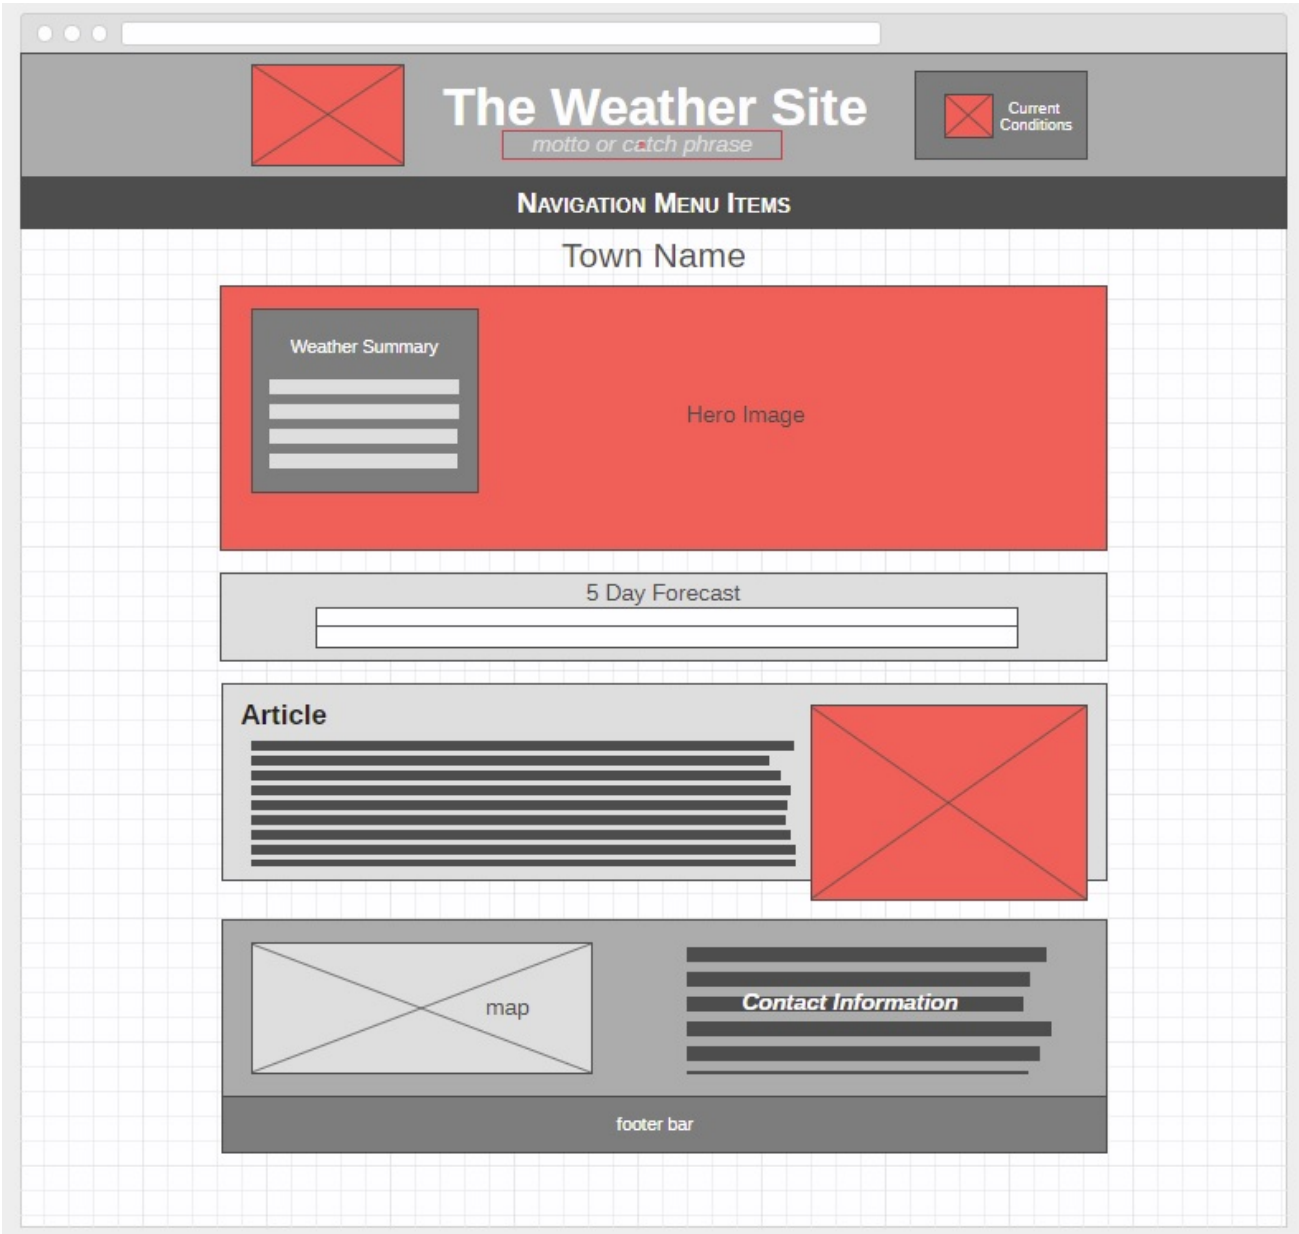 The Weather Site
motto or catch phrase
Current
Conditions
Navigation Menu Items
Town Name
Weather Summary
Hero Image
5 Day Forecast
Article
map
Contact Information
footer bar